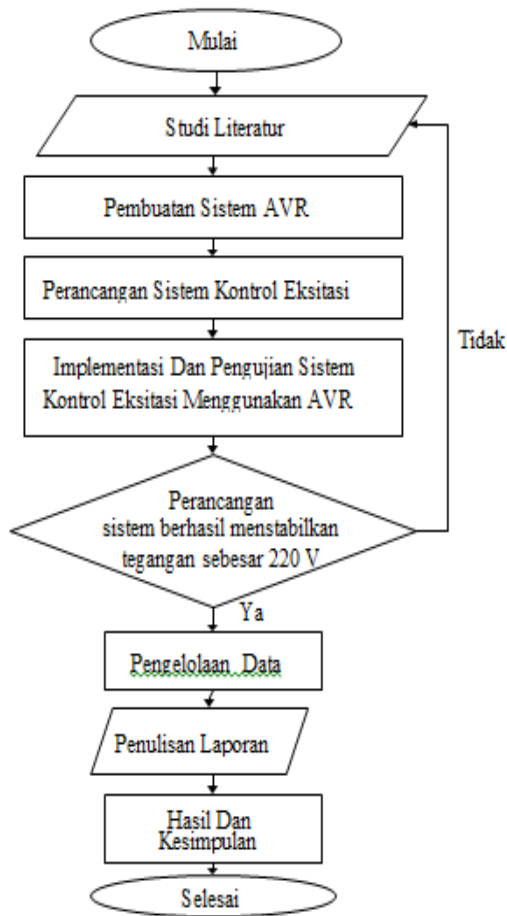 Mulai
Studi Literatur
Pembuatan Sistem AVR
Perancangan Sistem Kontrol Eksitasi
Tidak
Implementasi Dan Pengujian Sistem
Kontrol Eksitasi Menggunakan AVR
Perancangan
sistem berhasil menstabilkan
tegangan sebesar 220 V
Ya
Pengelolaan Data
Penulisan Laporan
Hasil Dan
Kesimpulan
Selesai